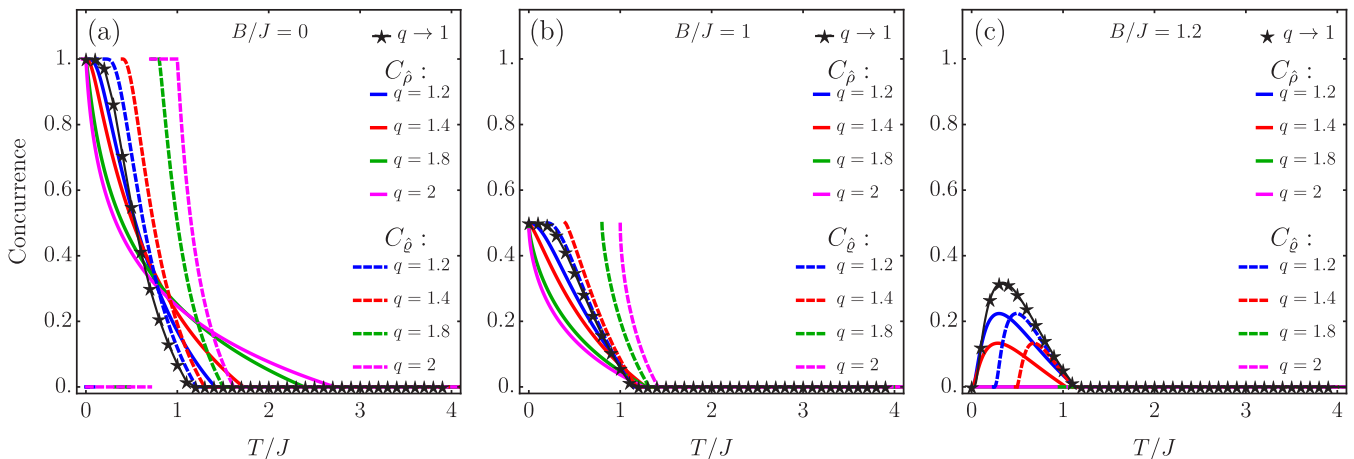 Concurrence
(a) B/J = 0 ★ q → 1
C_ρ̂ :
q = 1.2
q = 1.4
q = 1.8
q = 2
C_ϱ̂ :
q = 1.2
q = 1.4
q = 1.8
q = 2
1.
0.8
0.6
0.4
0.2
0.
0 1 2 3 4
T/J
(b) B/J = 1 ★ q → 1
C_ρ̂ :
q = 1.2
q = 1.4
q = 1.8
q = 2
C_ϱ̂ :
q = 1.2
q = 1.4
q = 1.8
q = 2
1.
0.8
0.6
0.4
0.2
0.
0 1 2 3 4
T/J
(c) B/J = 1.2 ★ q → 1
C_ρ̂ :
q = 1.2
q = 1.4
q = 1.8
q = 2
C_ϱ̂ :
q = 1.2
q = 1.4
q = 1.8
q = 2
1.
0.8
0.6
0.4
0.2
0.
0 1 2 3 4
T/J